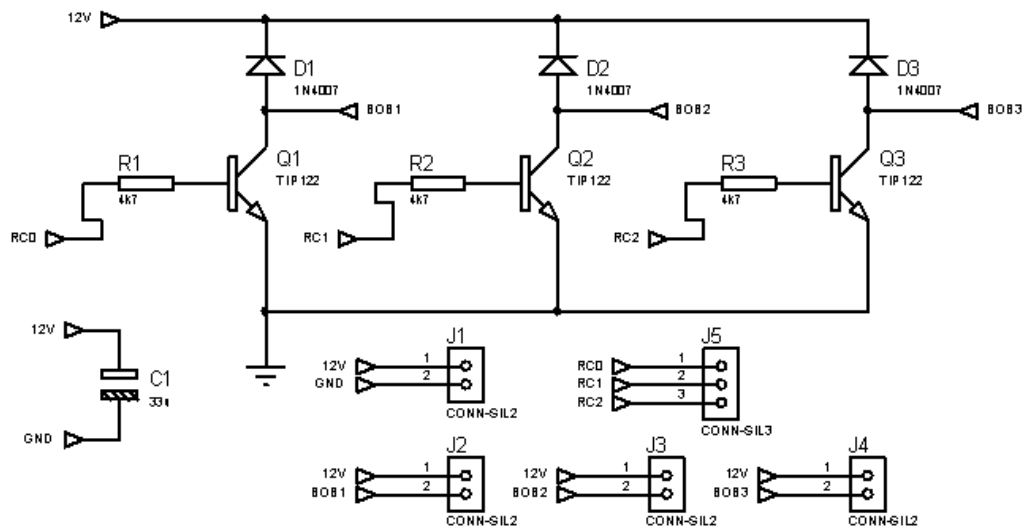 12V
D1
1N4007
D2
1N4007
D3
1N4007
BOB1
BOB2
BOB3
R1
4k7
Q1
TIP122
R2
4k7
Q2
TIP122
R3
4k7
Q3
TIP122
RC0
RC1
RC2
12V
C1
33u
GND
J1
12V 1
GND 2
CONN-SIL2
J5
RC0 1
RC1 2
RC2 3
CONN-SIL3
J2
12V 1
BOB1 2
CONN-SIL2
J3
12V 1
BOB2 2
CONN-SIL2
J4
12V 1
BOB3 2
CONN-SIL2